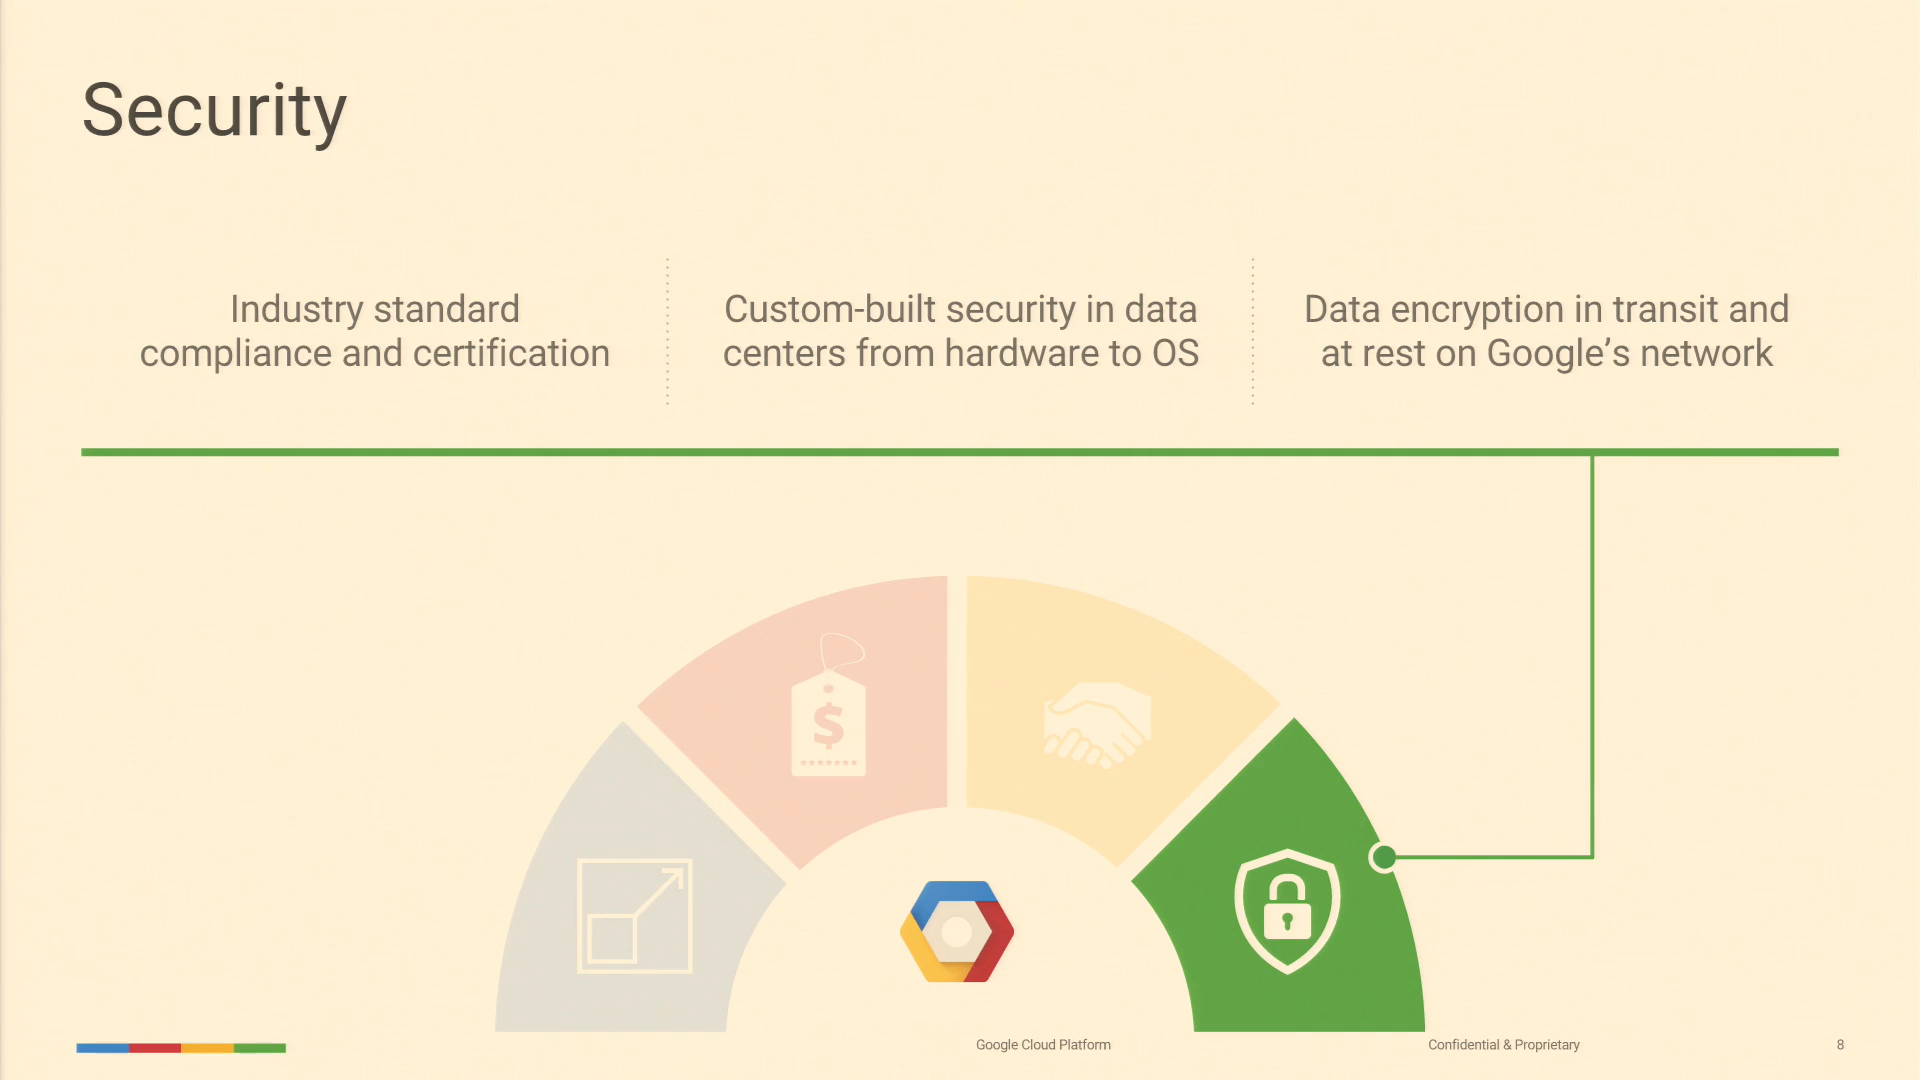 Security
Industry standard
compliance and certification
Custom-built security in data
centers from hardware to OS
Data encryption in transit and
at rest on Google’s network
$
Google Cloud Platform
Confidential & Proprietary
8